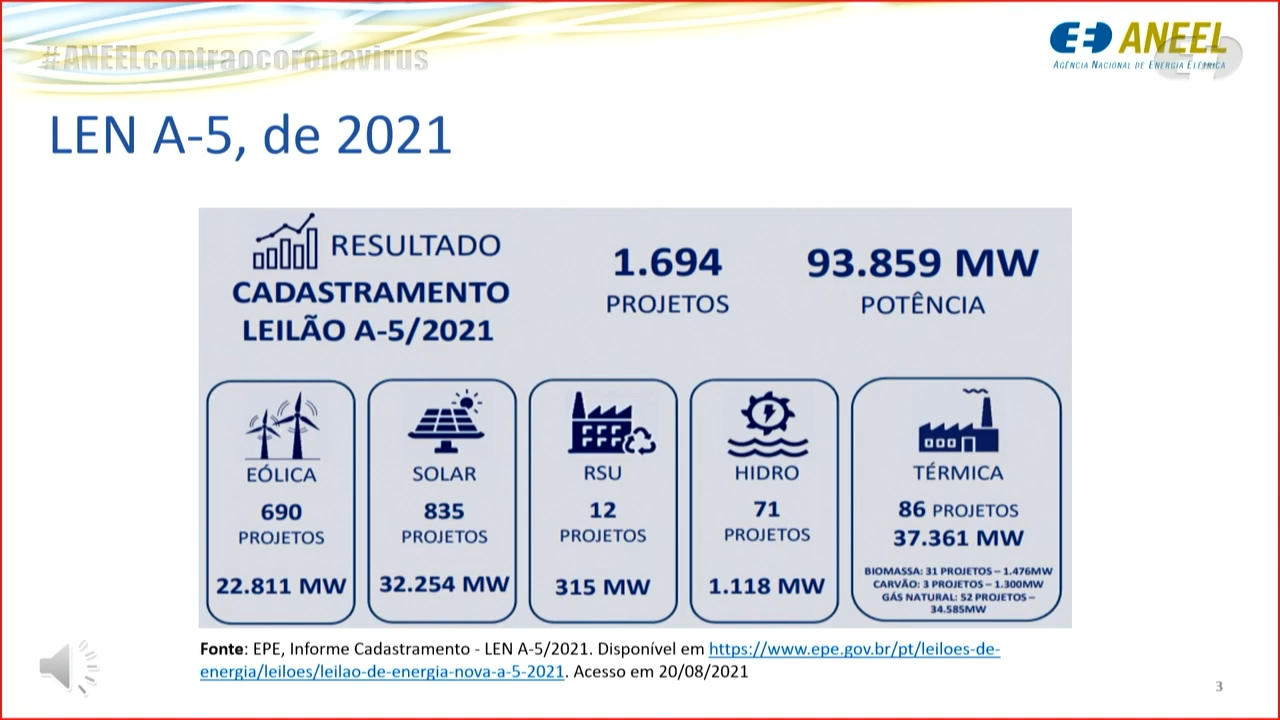 #ANEELcontraocoronavirus
ANEEL
AGÊNCIA NACIONAL DE ENERGIA ELÉTRICA
LEN A-5, de 2021
RESULTADO
CADASTRAMENTO
LEILÃO A-5/2021
1.694
PROJETOS
93.859 MW
POTÊNCIA
EÓLICA
690
PROJETOS
22.811 MW
SOLAR
835
PROJETOS
32.254 MW
RSU
12
PROJETOS
315 MW
HIDRO
71
PROJETOS
1.118 MW
TÉRMICA
86 PROJETOS
37.361 MW
BIOMASSA: 31 PROJETOS – 1.476MW
CARVÃO: 3 PROJETOS – 1.300MW
GÁS NATURAL: 52 PROJETOS –
34.585MW
Fonte: EPE, Informe Cadastramento - LEN A-5/2021. Disponível em https://www.epe.gov.br/pt/leiloes-de-
energia/leiloes/leilao-de-energia-nova-a-5-2021. Acesso em 20/08/2021
3